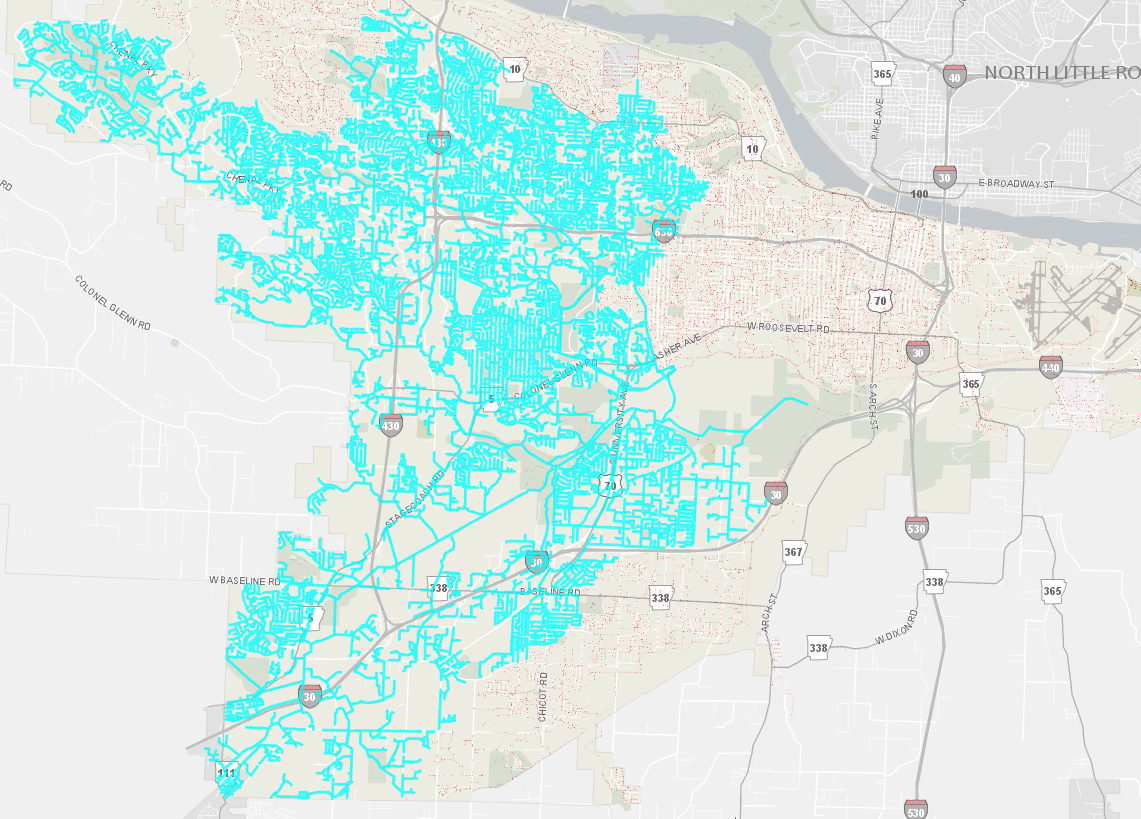 10
365
40
NORTH LITTLE RO
PIKE AVE
10
30
E BROADWAY ST
100
CHENAL PKY
RD
COLONEL GLENN RD
70
W ROOSEVELT RD
ASHER AVE
30
440
365
COLONEL GLENN RD
5
S UNIVERSITY AVE
S ARCH ST
430
70
30
STAGECOACH RD
530
367
30
W BASELINE RD
338
BASELINE RD
338
338
365
5
ARCH ST
W DIXON RD
338
30
CHICOT RD
111
530